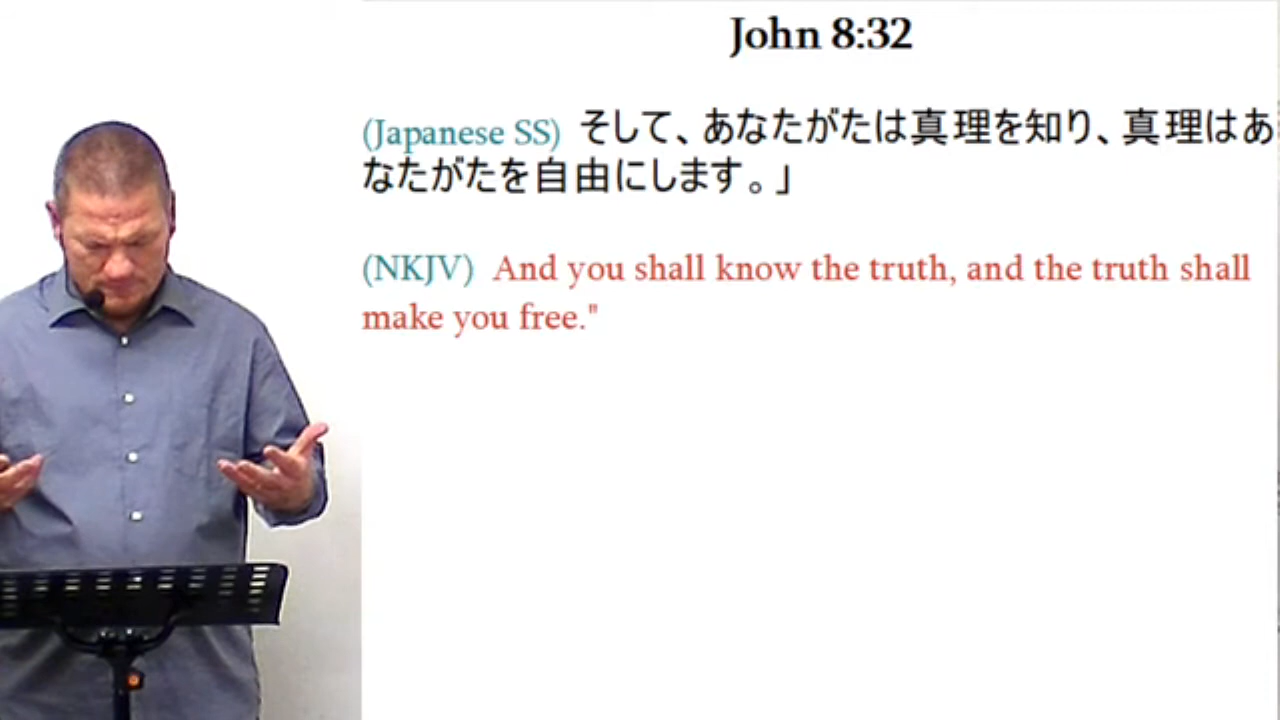 John 8:32
(Japanese SS) そして、あなたがたは真理を知り、真理はあ
なたがたを自由にします。」
(NKJV) And you shall know the truth, and the truth shall
make you free."